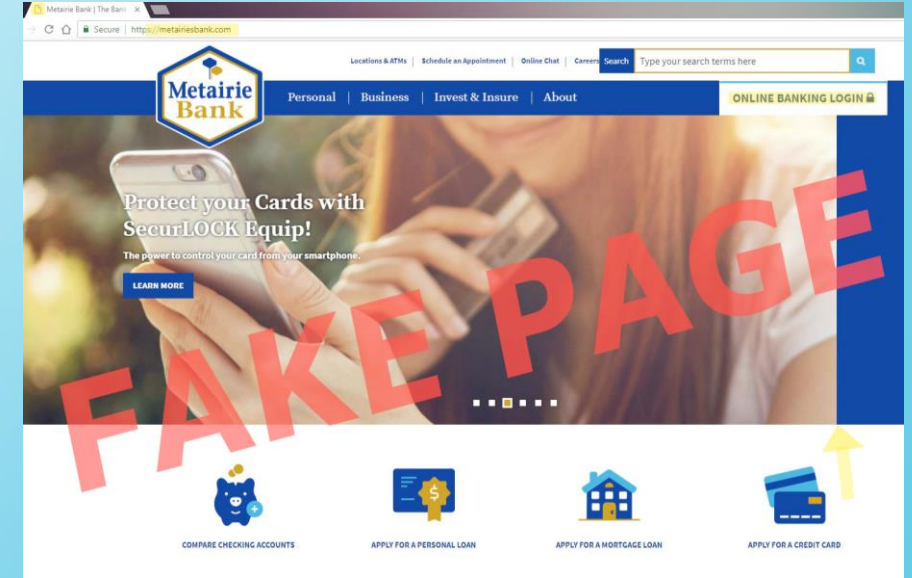 Metairie Bank | The Ban
Secure | https://metairiesbank.com
Locations & ATMs | Schedule an Appointment | Online Chat | Careers
Search
Type your search terms here
Metairie
Bank
Personal | Business | Invest & Insure | About
ONLINE BANKING LOGIN
Protect your Cards with
SecurLOCK Equip!
The power to control your card from your smartphone.
LEARN MORE
FAKE PAGE
COMPARE CHECKING ACCOUNTS
APPLY FOR A PERSONAL LOAN
APPLY FOR A MORTGAGE LOAN
APPLY FOR A CREDIT CARD